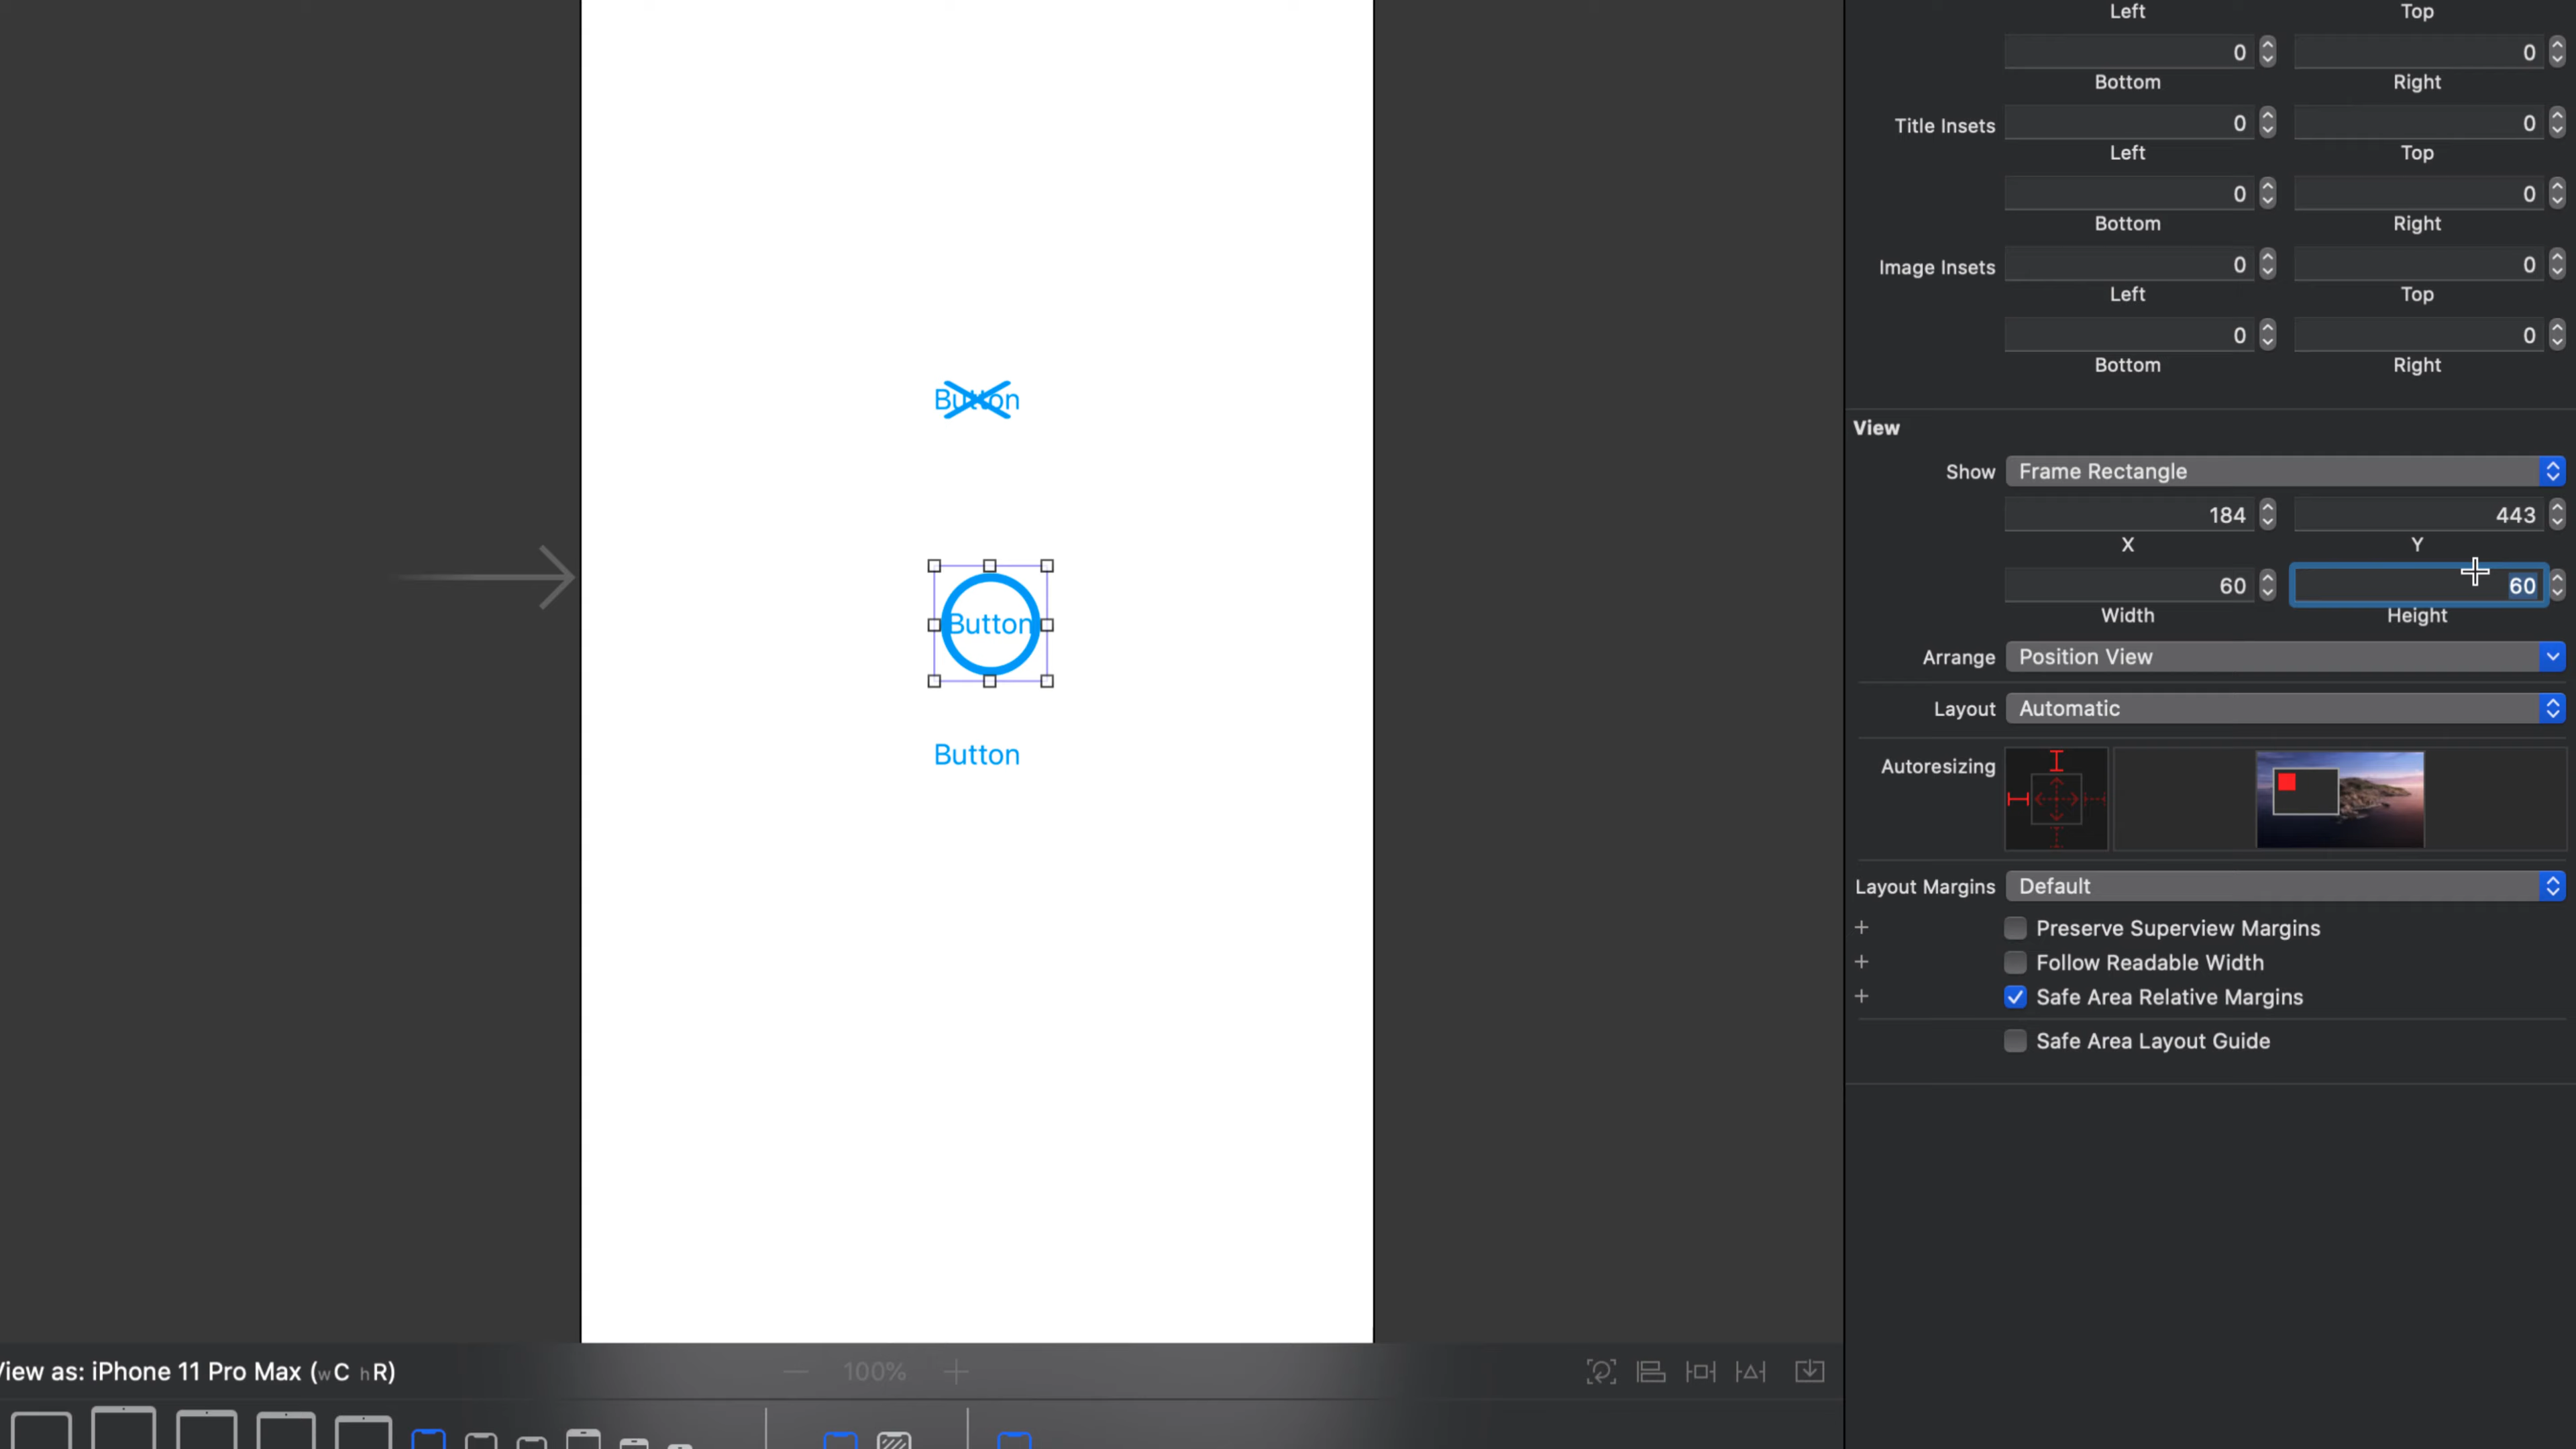 Left Top
0 0
Bottom Right
Title Insets 0 0
Left Top
0 0
Bottom Right
Image Insets 0 0
Left Top
0 0
Bottom Right
View
Show Frame Rectangle
184 443
X Y
60 60
Width Height
Arrange Position View
Layout Automatic
Autoresizing
Layout Margins Default
+ Preserve Superview Margins
+ Follow Readable Width
+ Safe Area Relative Margins
Safe Area Layout Guide
Button
Button
Button
View as: iPhone 11 Pro Max (wC hR)
— 100% +